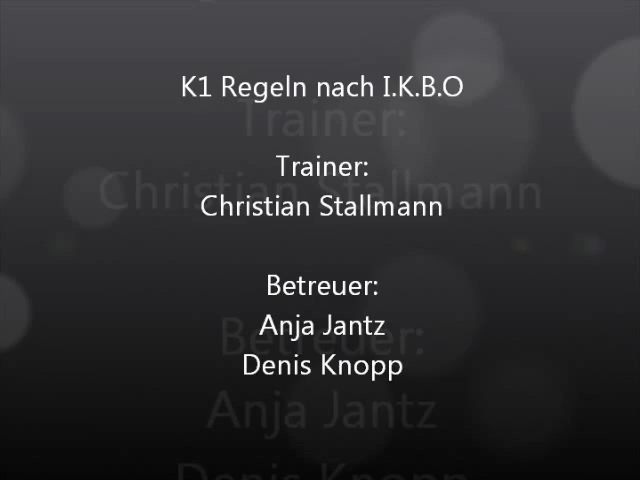 K1 Regeln nach I.K.B.O
Trainer:
Christian Stallmann
Betreuer:
Anja Jantz
Denis Knopp